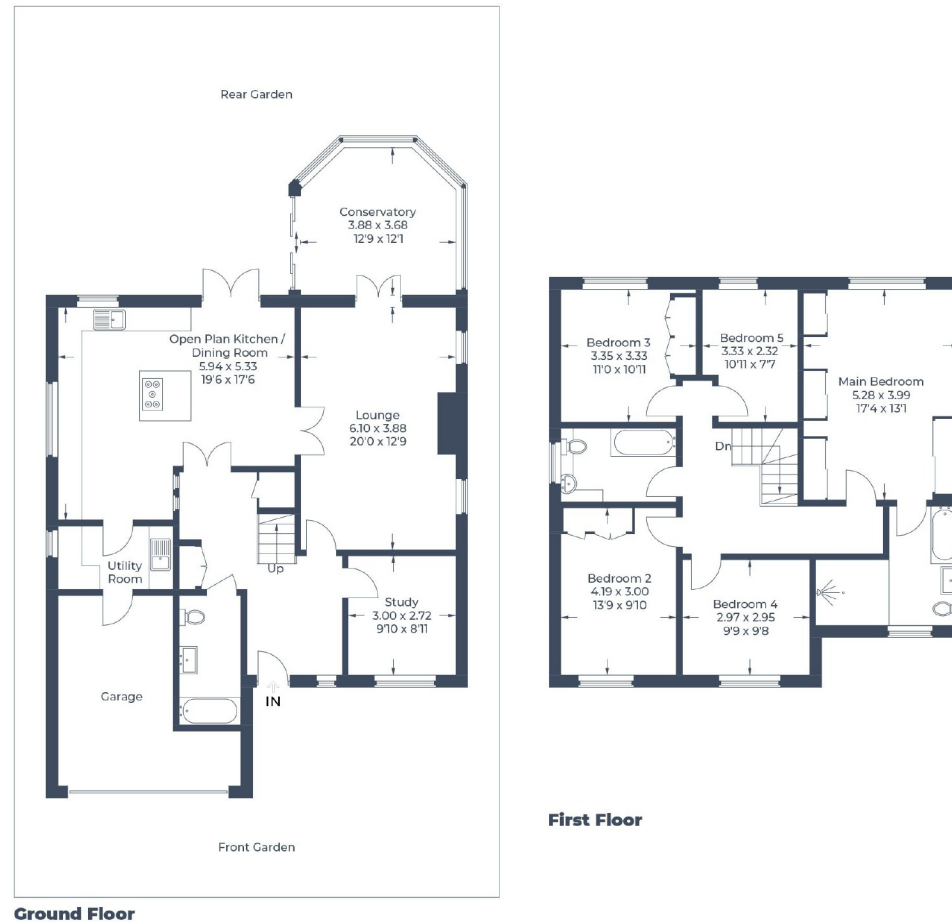 Rear Garden
Conservatory
3.88 x 3.68
12'9 x 12'1
Open Plan Kitchen /
Dining Room
5.94 x 5.33
19'6 x 17'6
Lounge
6.10 x 3.88
20'0 x 12'9
Utility
Room
Up
Study
3.00 x 2.72
9'10 x 8'11
Garage
IN
Front Garden
Ground Floor
Bedroom 3
3.35 x 3.33
11'0 x 10'11
Bedroom 5
3.33 x 2.32
10'11 x 7'7
Main Bedroom
5.28 x 3.99
17'4 x 13'1
Dn
Bedroom 2
4.19 x 3.00
13'9 x 9'10
Bedroom 4
2.97 x 2.95
9'9 x 9'8
First Floor